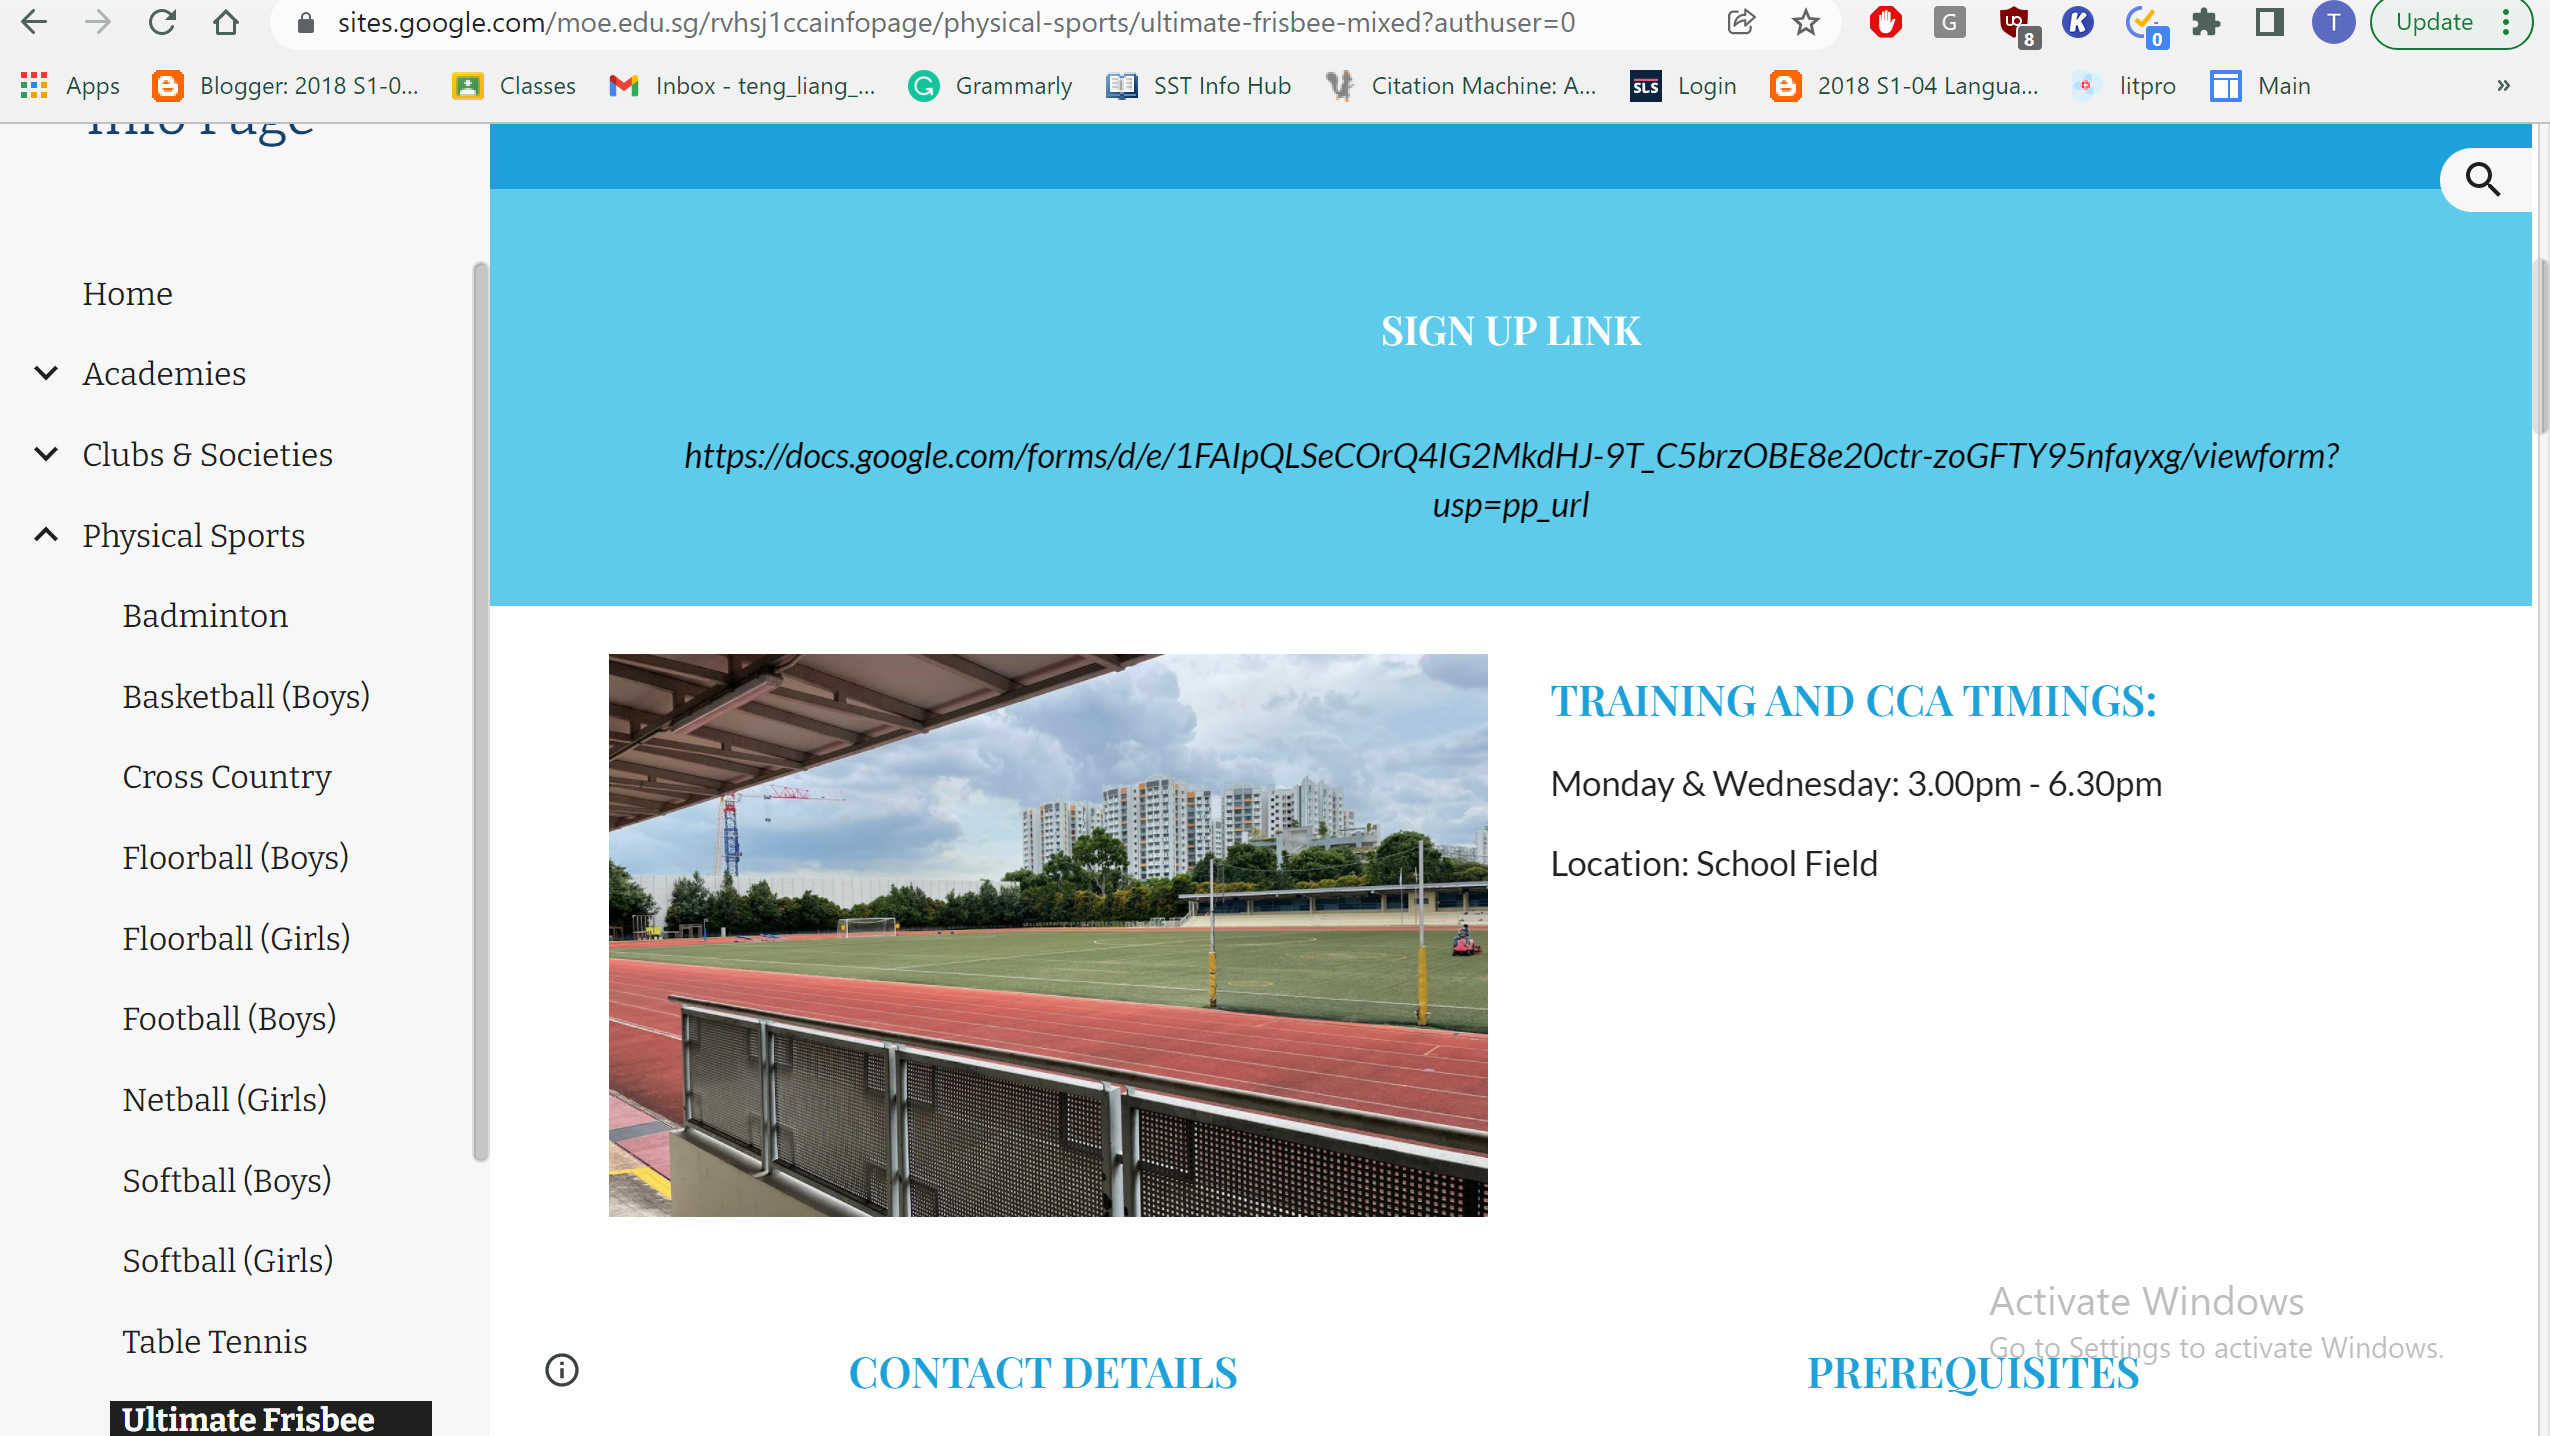 sites.google.com/moe.edu.sg/rvhsj1ccainfopage/physical-sports/ultimate-frisbee-mixed?authuser=0
G
8
K
0
T
Update
Apps
Blogger: 2018 S1-0...
Classes
Inbox - teng_liang_...
Grammarly
SST Info Hub
Citation Machine: A...
SLS
Login
2018 S1-04 Langua...
litpro
Main
»
Info Page
Home
Academies
Clubs & Societies
Physical Sports
Badminton
Basketball (Boys)
Cross Country
Floorball (Boys)
Floorball (Girls)
Football (Boys)
Netball (Girls)
Softball (Boys)
Softball (Girls)
Table Tennis
Ultimate Frisbee
SIGN UP LINK
https://docs.google.com/forms/d/e/1FAIpQLSeCOrQ4IG2MkdHJ-9T_C5brzOBE8e20ctr-zoGFTY95nfayxg/viewform?
usp=pp_url
TRAINING AND CCA TIMINGS:
Monday & Wednesday: 3.00pm - 6.30pm
Location: School Field
CONTACT DETAILS
PREREQUISITES
Activate Windows
Go to Settings to activate Windows.